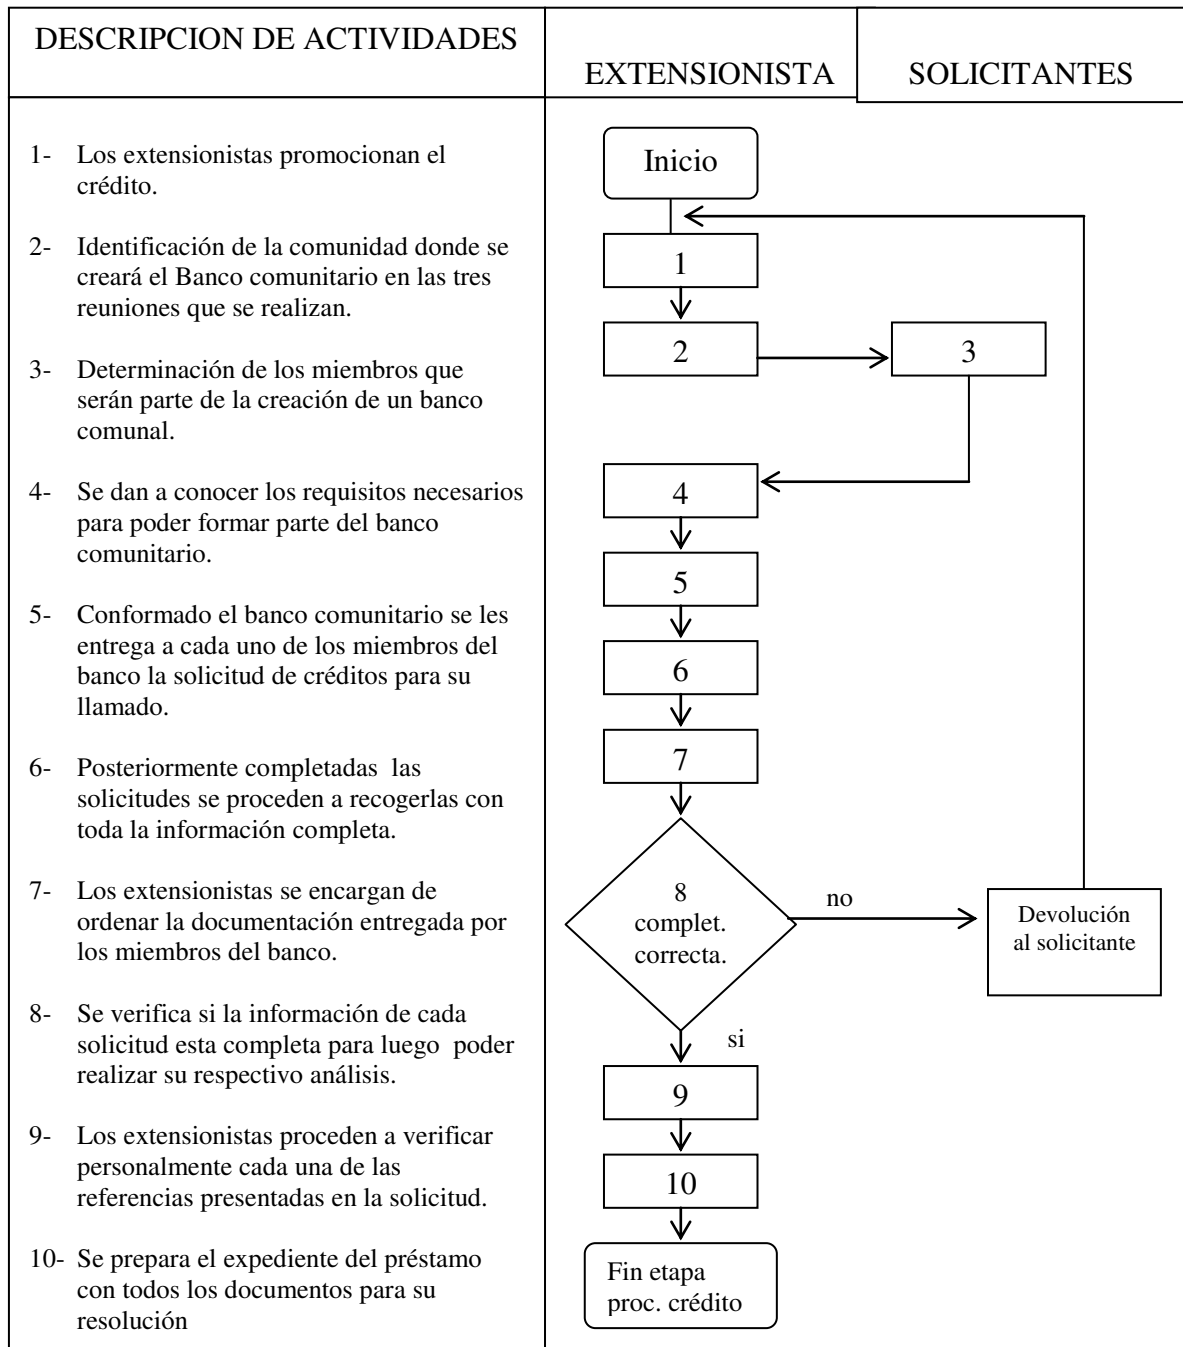 DESCRIPCION DE ACTIVIDADES
EXTENSIONISTA
SOLICITANTES
1- Los extensionistas promocionan el
crédito.
2- Identificación de la comunidad donde se
creará el Banco comunitario en las tres
reuniones que se realizan.
3- Determinación de los miembros que
serán parte de la creación de un banco
comunal.
4- Se dan a conocer los requisitos necesarios
para poder formar parte del banco
comunitario.
5- Conformado el banco comunitario se les
entrega a cada uno de los miembros del
banco la solicitud de créditos para su
llamado.
6- Posteriormente completadas las
solicitudes se proceden a recogerlas con
toda la información completa.
7- Los extensionistas se encargan de
ordenar la documentación entregada por
los miembros del banco.
8- Se verifica si la información de cada
solicitud esta completa para luego poder
realizar su respectivo análisis.
9- Los extensionistas proceden a verificar
personalmente cada una de las
referencias presentadas en la solicitud.
10- Se prepara el expediente del préstamo
con todos los documentos para su
resolución
Inicio
1
2
3
4
5
6
7
8
complet.
correcta.
no
Devolución
al solicitante
si
9
10
Fin etapa
proc. crédito